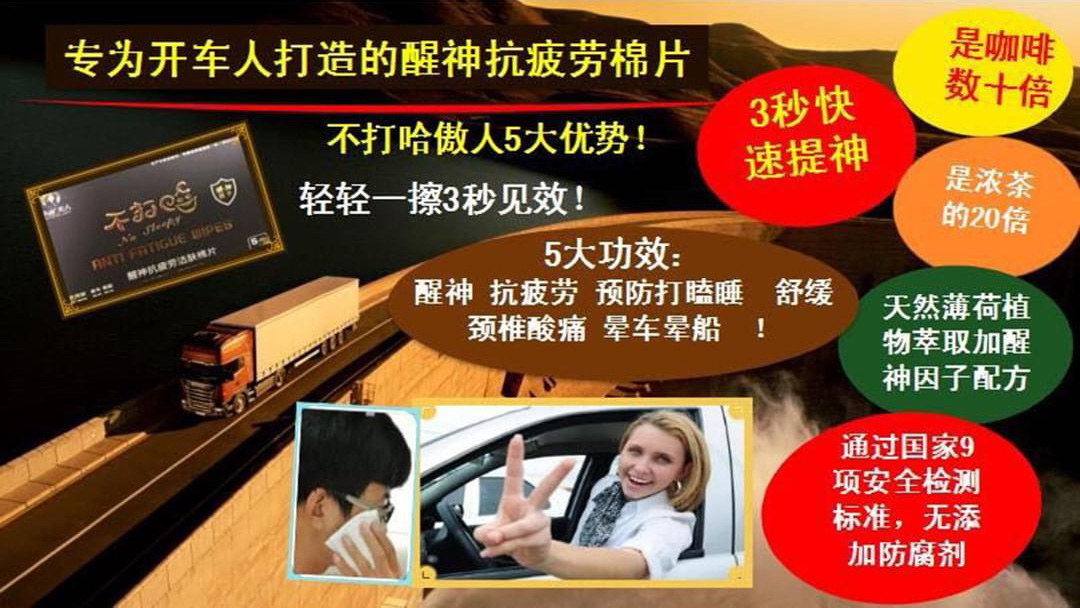 专为开车人打造的醒神抗疲劳棉片
不打哈傲人5大优势！
轻轻一擦3秒见效！
3秒快
速提神
是咖啡
数十倍
是浓茶
的20倍
5大功效:
醒神 抗疲劳 预防打瞌睡 舒缓
颈椎酸痛 晕车晕船 ！
天然薄荷植
物萃取加醒
神因子配方
通过国家9
项安全检测
标准，无添
加防腐剂
不打
No Sleepy
ANTI FATIGUE WIPES
醒神抗疲劳洁肤棉片